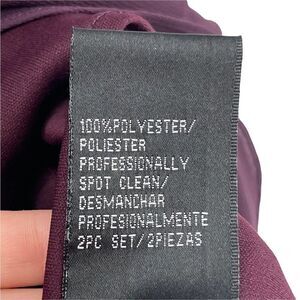 100%POLYESTER/
POLIESTER
PROFESSIONALLY
SPOT CLEAN/
DESMANCHAR
PROFESIONALMENTE
2PC SET/2PIEZAS